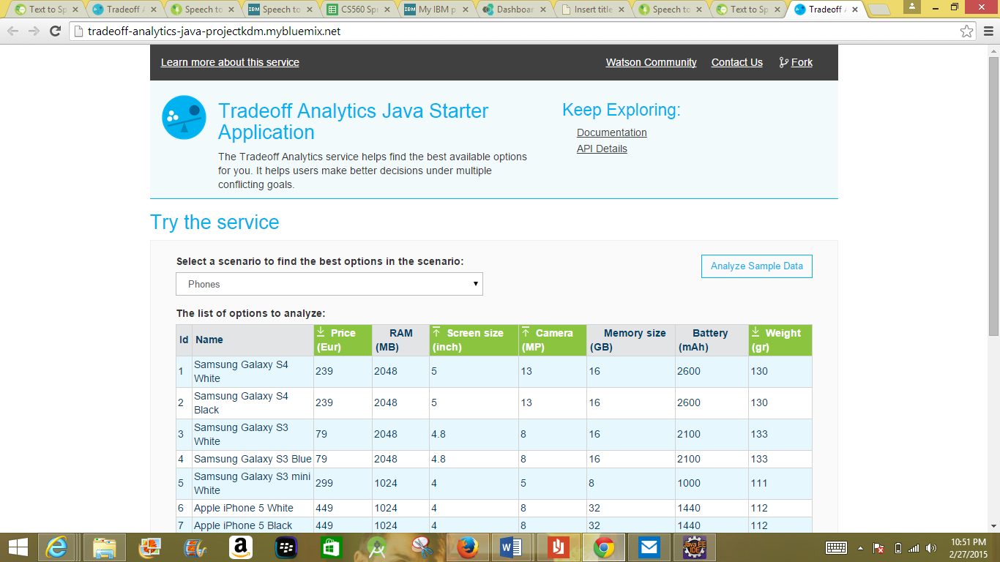 Text to Sp
Tradeoff A
Speech to
Speech to
CS560 Spr
My IBM p
Dashboar
Insert title
Speech to
Text to Sp
Tradeoff A
tradeoff-analytics-java-projectkdm.mybluemix.net
Learn more about this service Watson Community Contact Us Fork
Tradeoff Analytics Java Starter
Application
The Tradeoff Analytics service helps find the best available options
for you. It helps users make better decisions under multiple
conflicting goals.
Keep Exploring:
Documentation
API Details
Try the service
Select a scenario to find the best options in the scenario:
Analyze Sample Data
Phones
The list of options to analyze:
Id Name Price (Eur) RAM (MB) Screen size (inch) Camera (MP) Memory size (GB) Battery (mAh) Weight (gr)
1 Samsung Galaxy S4 White 239 2048 5 13 16 2600 130
2 Samsung Galaxy S4 Black 239 2048 5 13 16 2600 130
3 Samsung Galaxy S3 White 79 2048 4.8 8 16 2100 133
4 Samsung Galaxy S3 Blue 79 2048 4.8 8 16 2100 133
5 Samsung Galaxy S3 mini White 299 1024 4 5 8 1000 111
6 Apple iPhone 5 White 449 1024 4 8 32 1440 112
7 Apple iPhone 5 Black 449 1024 4 8 32 1440 112
10:51 PM
2/27/2015